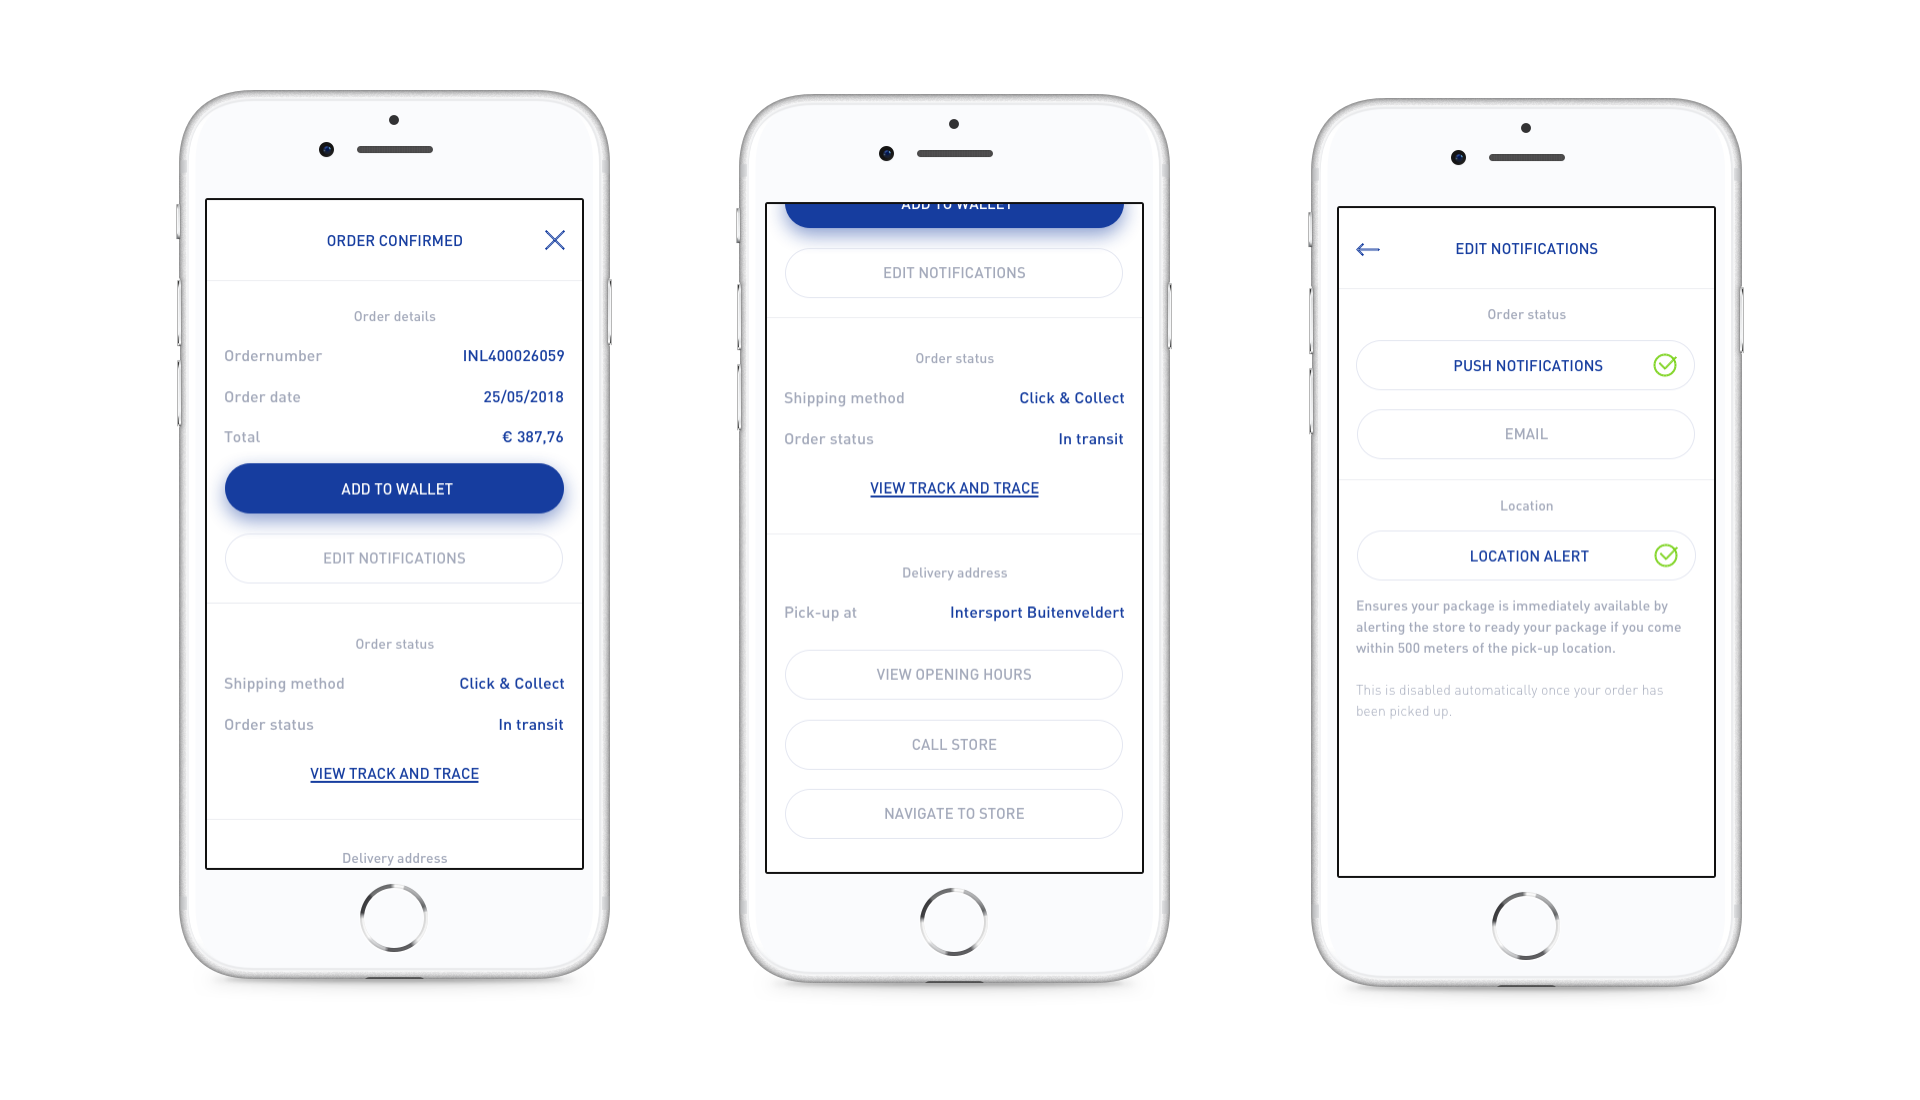 ORDER CONFIRMED
Order details
Ordernumber INL400026059
Order date 25/05/2018
Total € 387,76
ADD TO WALLET
EDIT NOTIFICATIONS
Order status
Shipping method Click & Collect
Order status In transit
VIEW TRACK AND TRACE
Delivery address
ADD TO WALLET
EDIT NOTIFICATIONS
Order status
Shipping method Click & Collect
Order status In transit
VIEW TRACK AND TRACE
Delivery address
Pick-up at Intersport Buitenveldert
VIEW OPENING HOURS
CALL STORE
NAVIGATE TO STORE
EDIT NOTIFICATIONS
Order status
PUSH NOTIFICATIONS
EMAIL
Location
LOCATION ALERT
Ensures your package is immediately available by
alerting the store to ready your package if you come
within 500 meters of the pick-up location.
This is disabled automatically once your order has
been picked up.